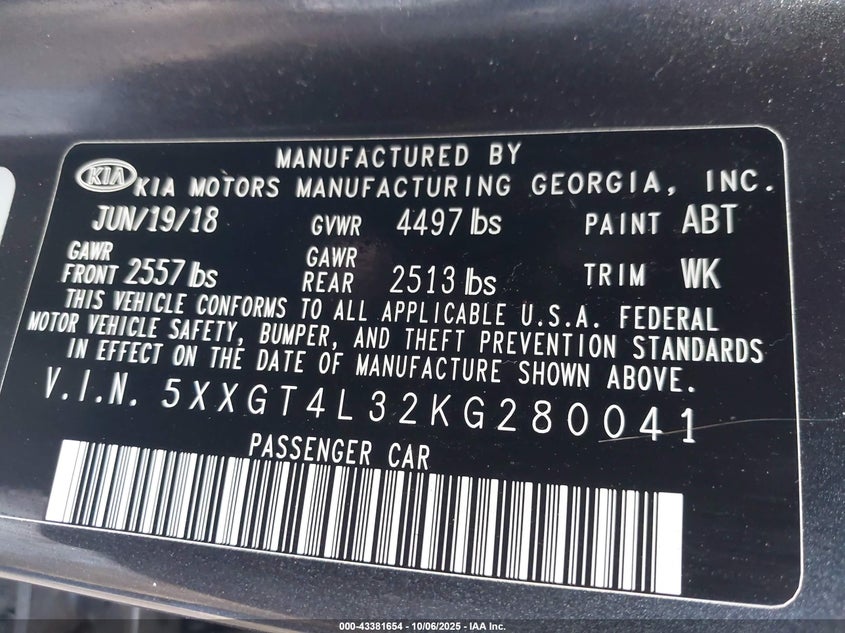 MANUFACTURED BY
KIA KIA MOTORS MANUFACTURING GEORGIA, INC.
JUN/19/18 GVWR 4497 lbs PAINT ABT
GAWR FRONT 2557 lbs GAWR REAR 2513 lbs TRIM WK
THIS VEHICLE CONFORMS TO ALL APPLICABLE U.S.A. FEDERAL
MOTOR VEHICLE SAFETY, BUMPER, AND THEFT PREVENTION STANDARDS
IN EFFECT ON THE DATE OF MANUFACTURE SHOWN ABOVE.
V.I.N. 5XXGT4L32KG280041
PASSENGER CAR
000-43381654 - 10/06/2025 - IAA Inc.